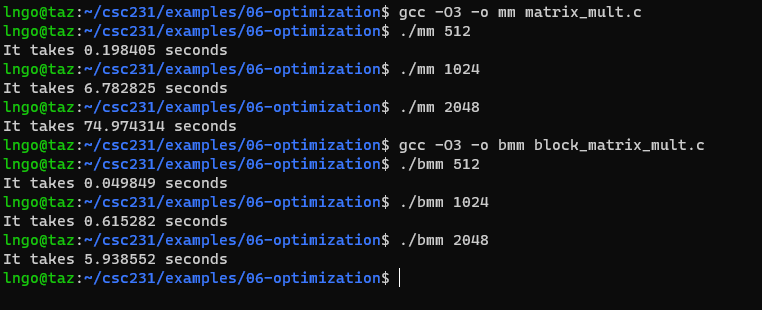 lngo@taz:~/csc231/examples/06-optimization$ gcc -O3 -o mm matrix_mult.c
lngo@taz:~/csc231/examples/06-optimization$ ./mm 512
It takes 0.198405 seconds
lngo@taz:~/csc231/examples/06-optimization$ ./mm 1024
It takes 6.782825 seconds
lngo@taz:~/csc231/examples/06-optimization$ ./mm 2048
It takes 74.974314 seconds
lngo@taz:~/csc231/examples/06-optimization$ gcc -O3 -o bmm block_matrix_mult.c
lngo@taz:~/csc231/examples/06-optimization$ ./bmm 512
It takes 0.049849 seconds
lngo@taz:~/csc231/examples/06-optimization$ ./bmm 1024
It takes 0.615282 seconds
lngo@taz:~/csc231/examples/06-optimization$ ./bmm 2048
It takes 5.938552 seconds
lngo@taz:~/csc231/examples/06-optimization$